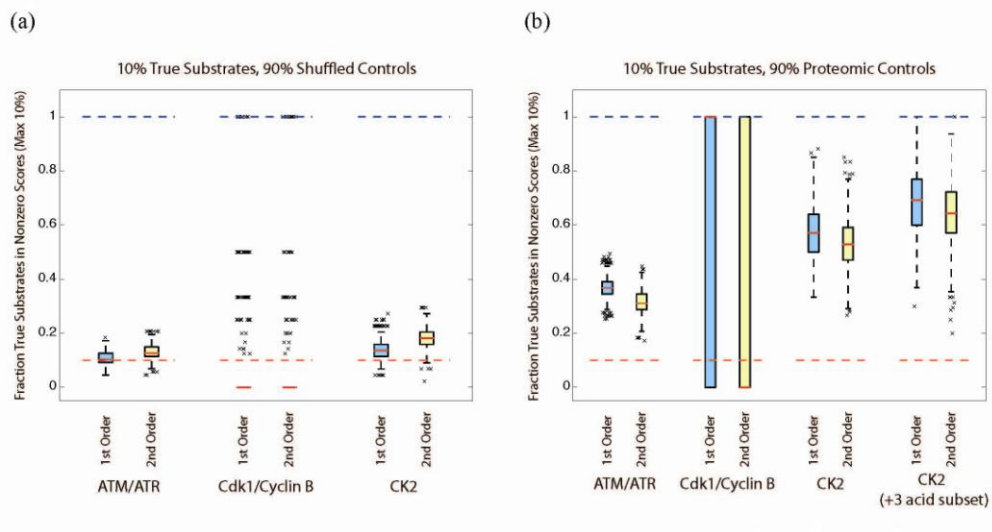 (a)
10% True Substrates, 90% Shuffled Controls
Fraction True Substrates in Nonzero Scores (Max 10%)
1
0.8
0.6
0.4
0.2
0
1st Order
2nd Order
1st Order
2nd Order
1st Order
2nd Order
ATM/ATR
Cdk1/Cyclin B
CK2
(b)
10% True Substrates, 90% Proteomic Controls
Fraction True Substrates in Nonzero Scores (Max 10%)
1
0.8
0.6
0.4
0.2
0
1st Order
2nd Order
1st Order
2nd Order
1st Order
2nd Order
1st Order
2nd Order
ATM/ATR
Cdk1/Cyclin B
CK2
CK2
(+3 acid subset)